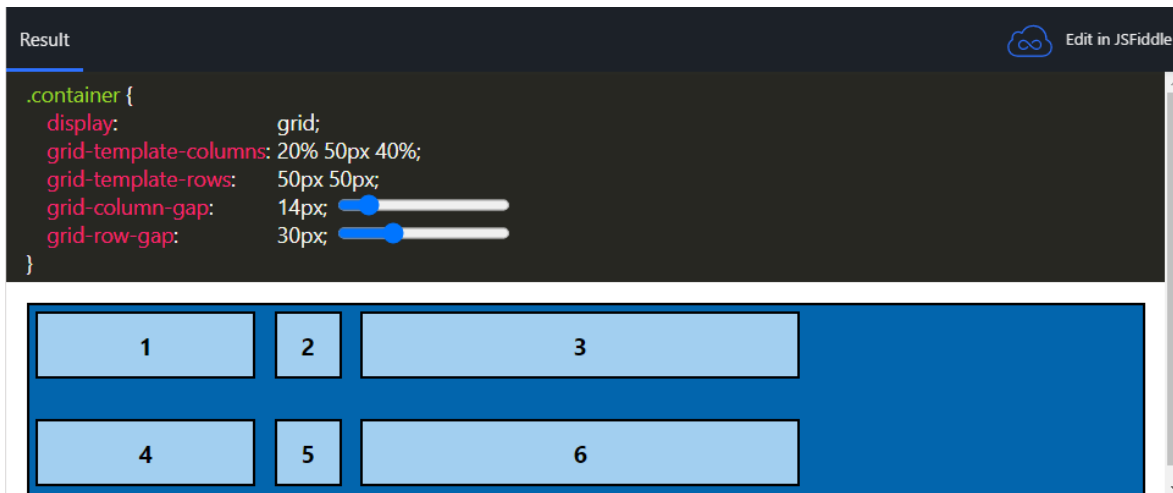 Result
Edit in JSFiddle
.container {
display: grid;
grid-template-columns: 20% 50px 40%;
grid-template-rows: 50px 50px;
grid-column-gap: 14px;
grid-row-gap: 30px;
}
1 2 3
4 5 6